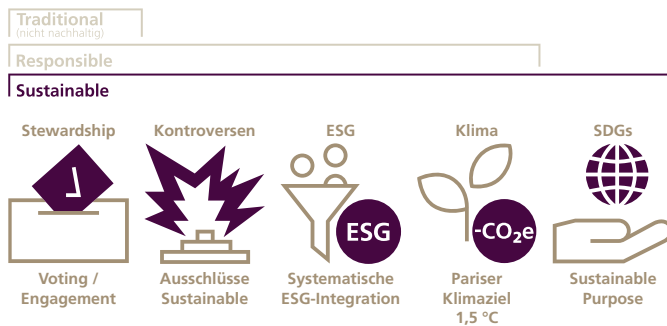 Traditional
(nicht nachhaltig)
Responsible
Sustainable
Stewardship
Kontroversen
ESG
Klima
SDGs
ESG
-CO₂e
Voting /
Engagement
Ausschlüsse
Sustainable
Systematische
ESG-Integration
Pariser
Klimaziel
1,5 °C
Sustainable
Purpose